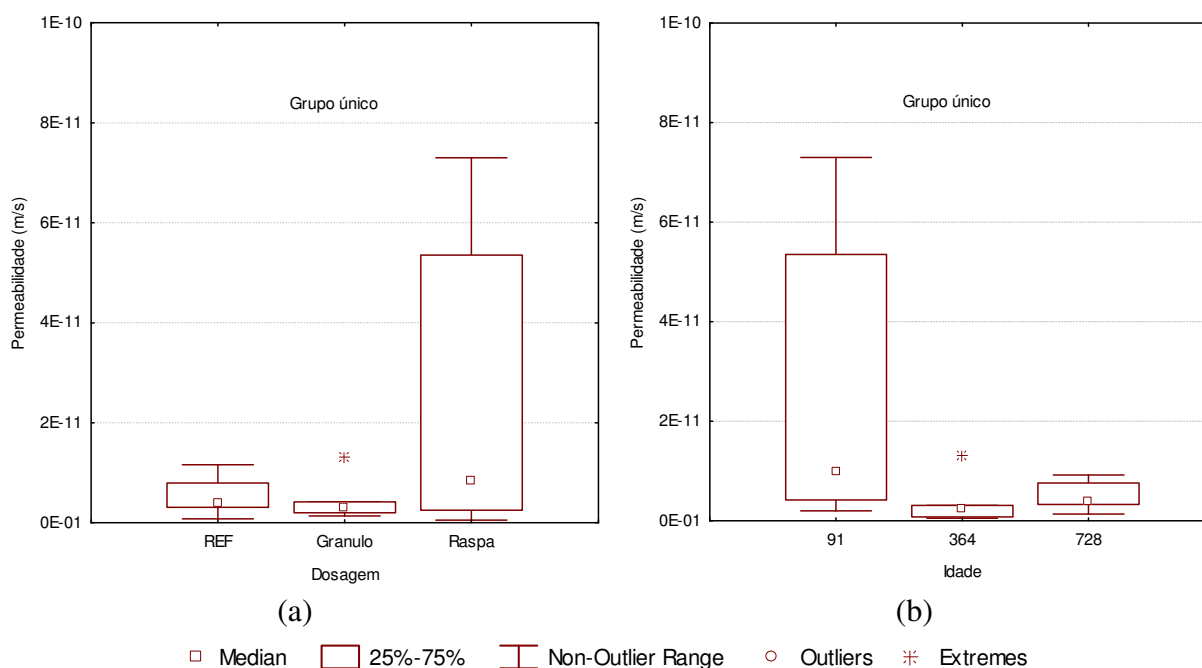 1E-10
8E-11
6E-11
4E-11
2E-11
0E-01
Permeabilidade (m/s)
Grupo único
REF Granulo Raspa
Dosagem
(a)
1E-10
8E-11
6E-11
4E-11
2E-11
0E-01
Permeabilidade (m/s)
Grupo único
91 364 728
Idade
(b)
Median 25%-75% Non-Outlier Range Outliers Extremes